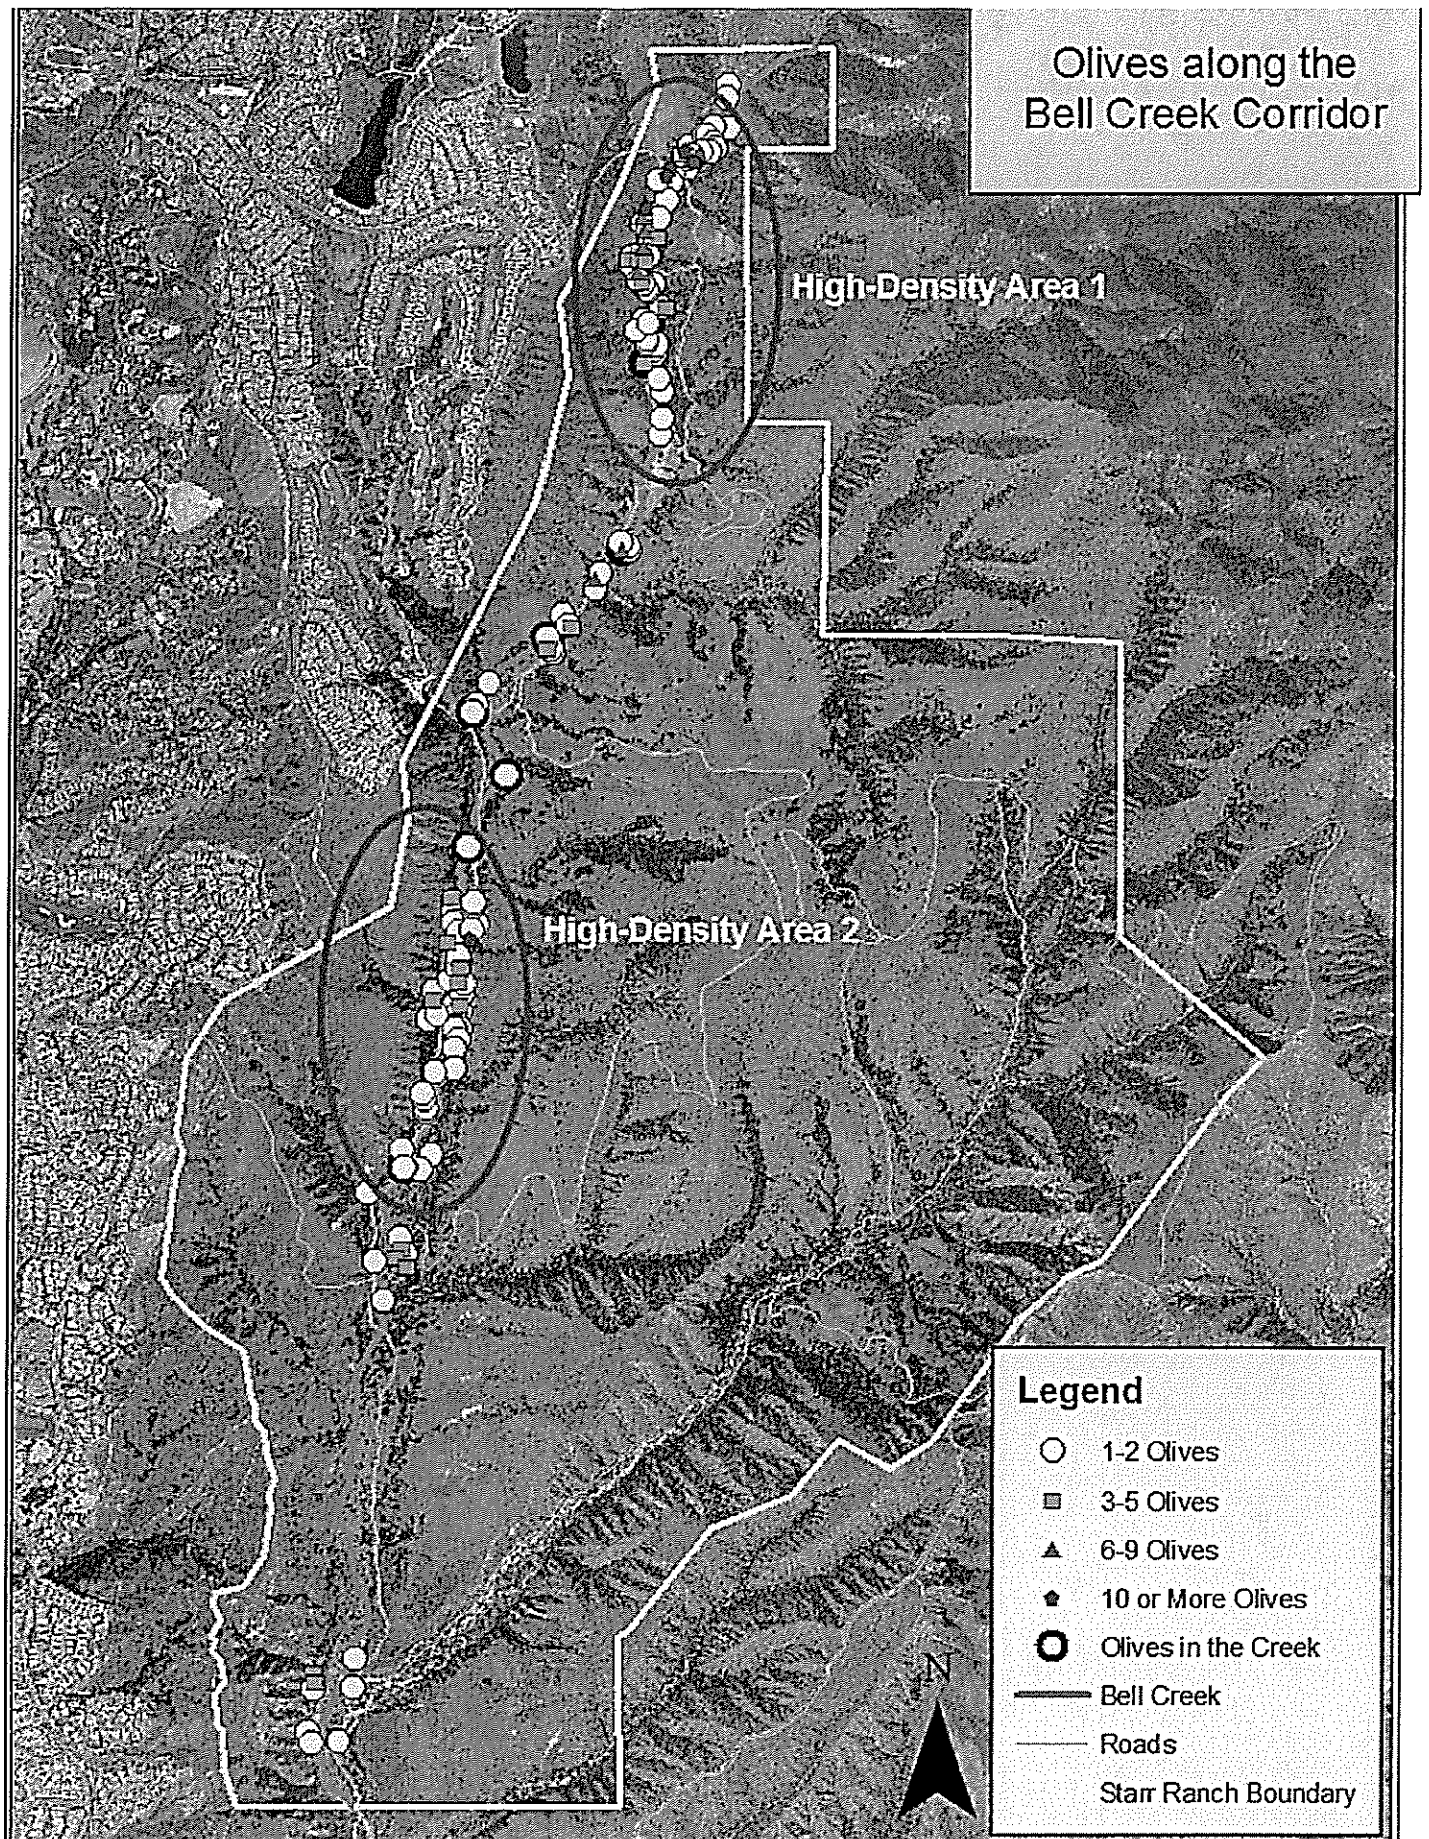 Olives along the
Bell Creek Corridor
High-Density Area 1
High-Density Area 2
Legend
1-2 Olives
3-5 Olives
6-9 Olives
10 or More Olives
Olives in the Creek
Bell Creek
Roads
Starr Ranch Boundary
N